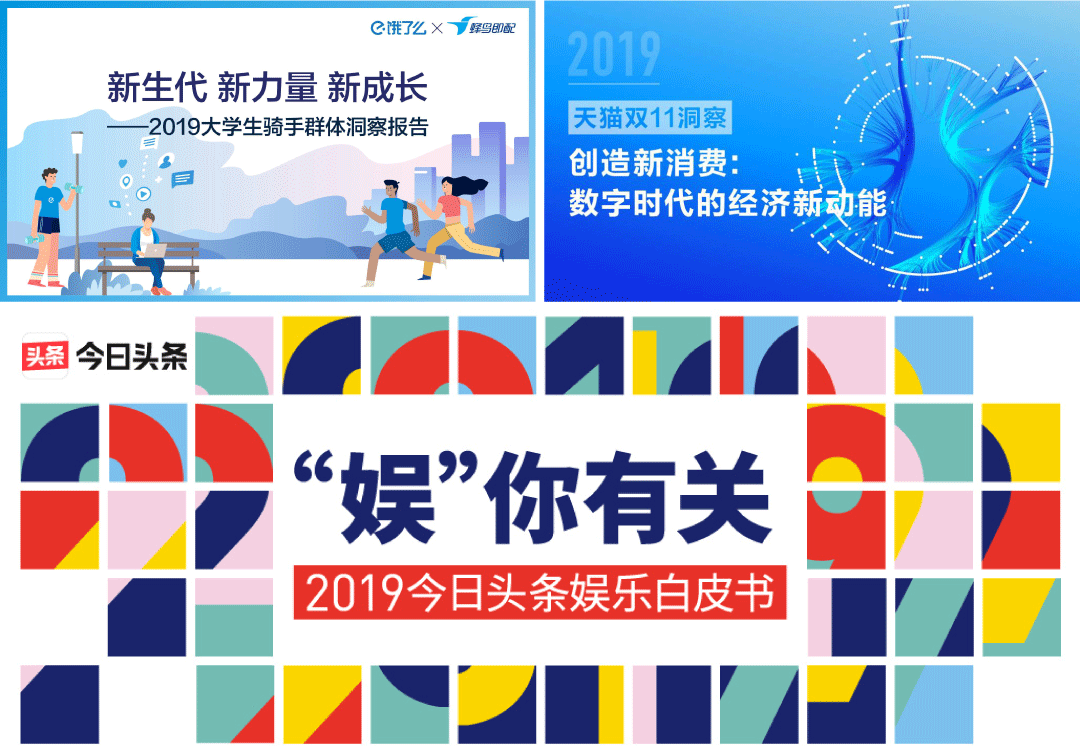 饿了么 × 蜂鸟即配
新生代 新力量 新成长
——2019大学生骑手群体洞察报告
2019
天猫双11洞察
创造新消费：
数字时代的经济新动能
头条 今日头条
“娱”你有关
2019今日头条娱乐白皮书